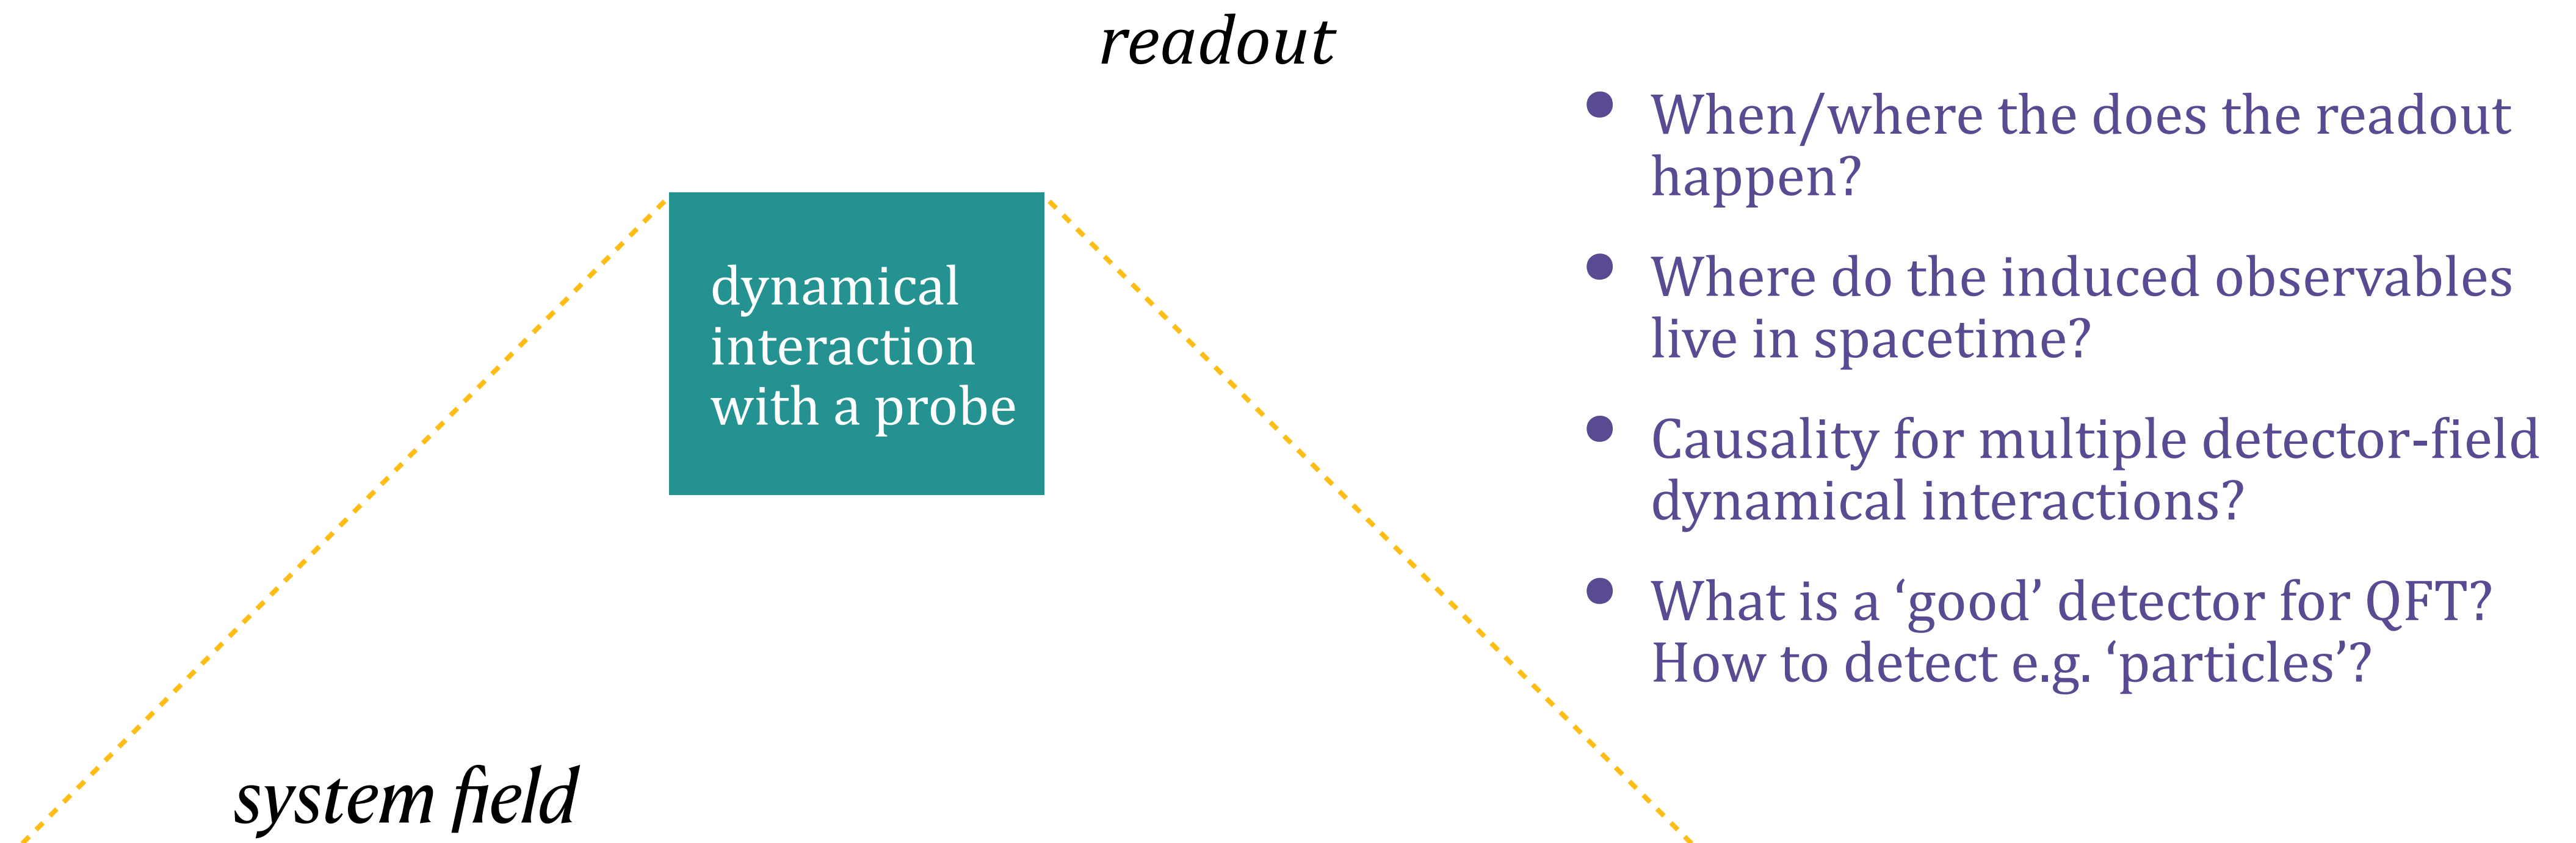 readout
dynamical
interaction
with a probe
system field
• When/where the does the readout
happen?
• Where do the induced observables
live in spacetime?
• Causality for multiple detector-field
dynamical interactions?
• What is a ‘good’ detector for QFT?
How to detect e.g. ‘particles’?